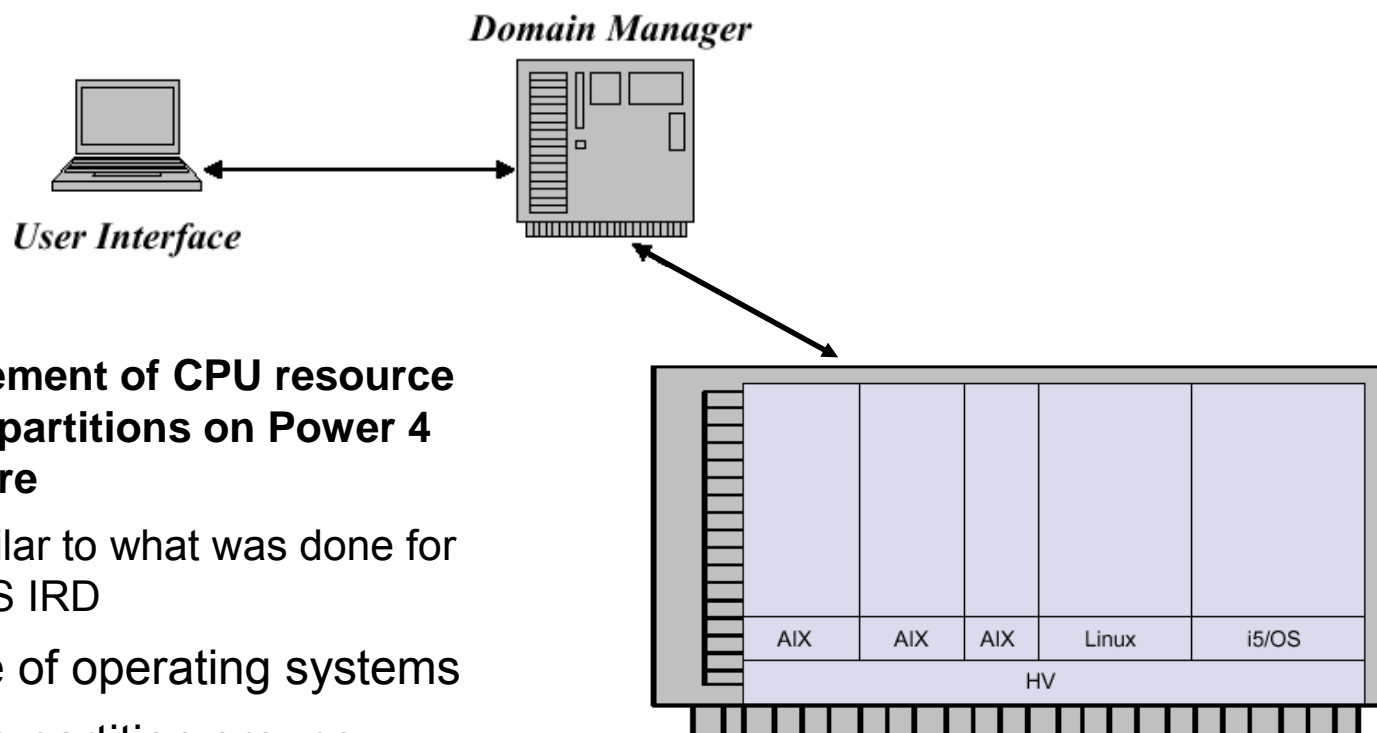 Domain Manager
User Interface
ement of CPU resource
partitions on Power 4
re
ilar to what was done for
S IRD
e of operating systems
AIX AIX AIX Linux i5/OS
HV